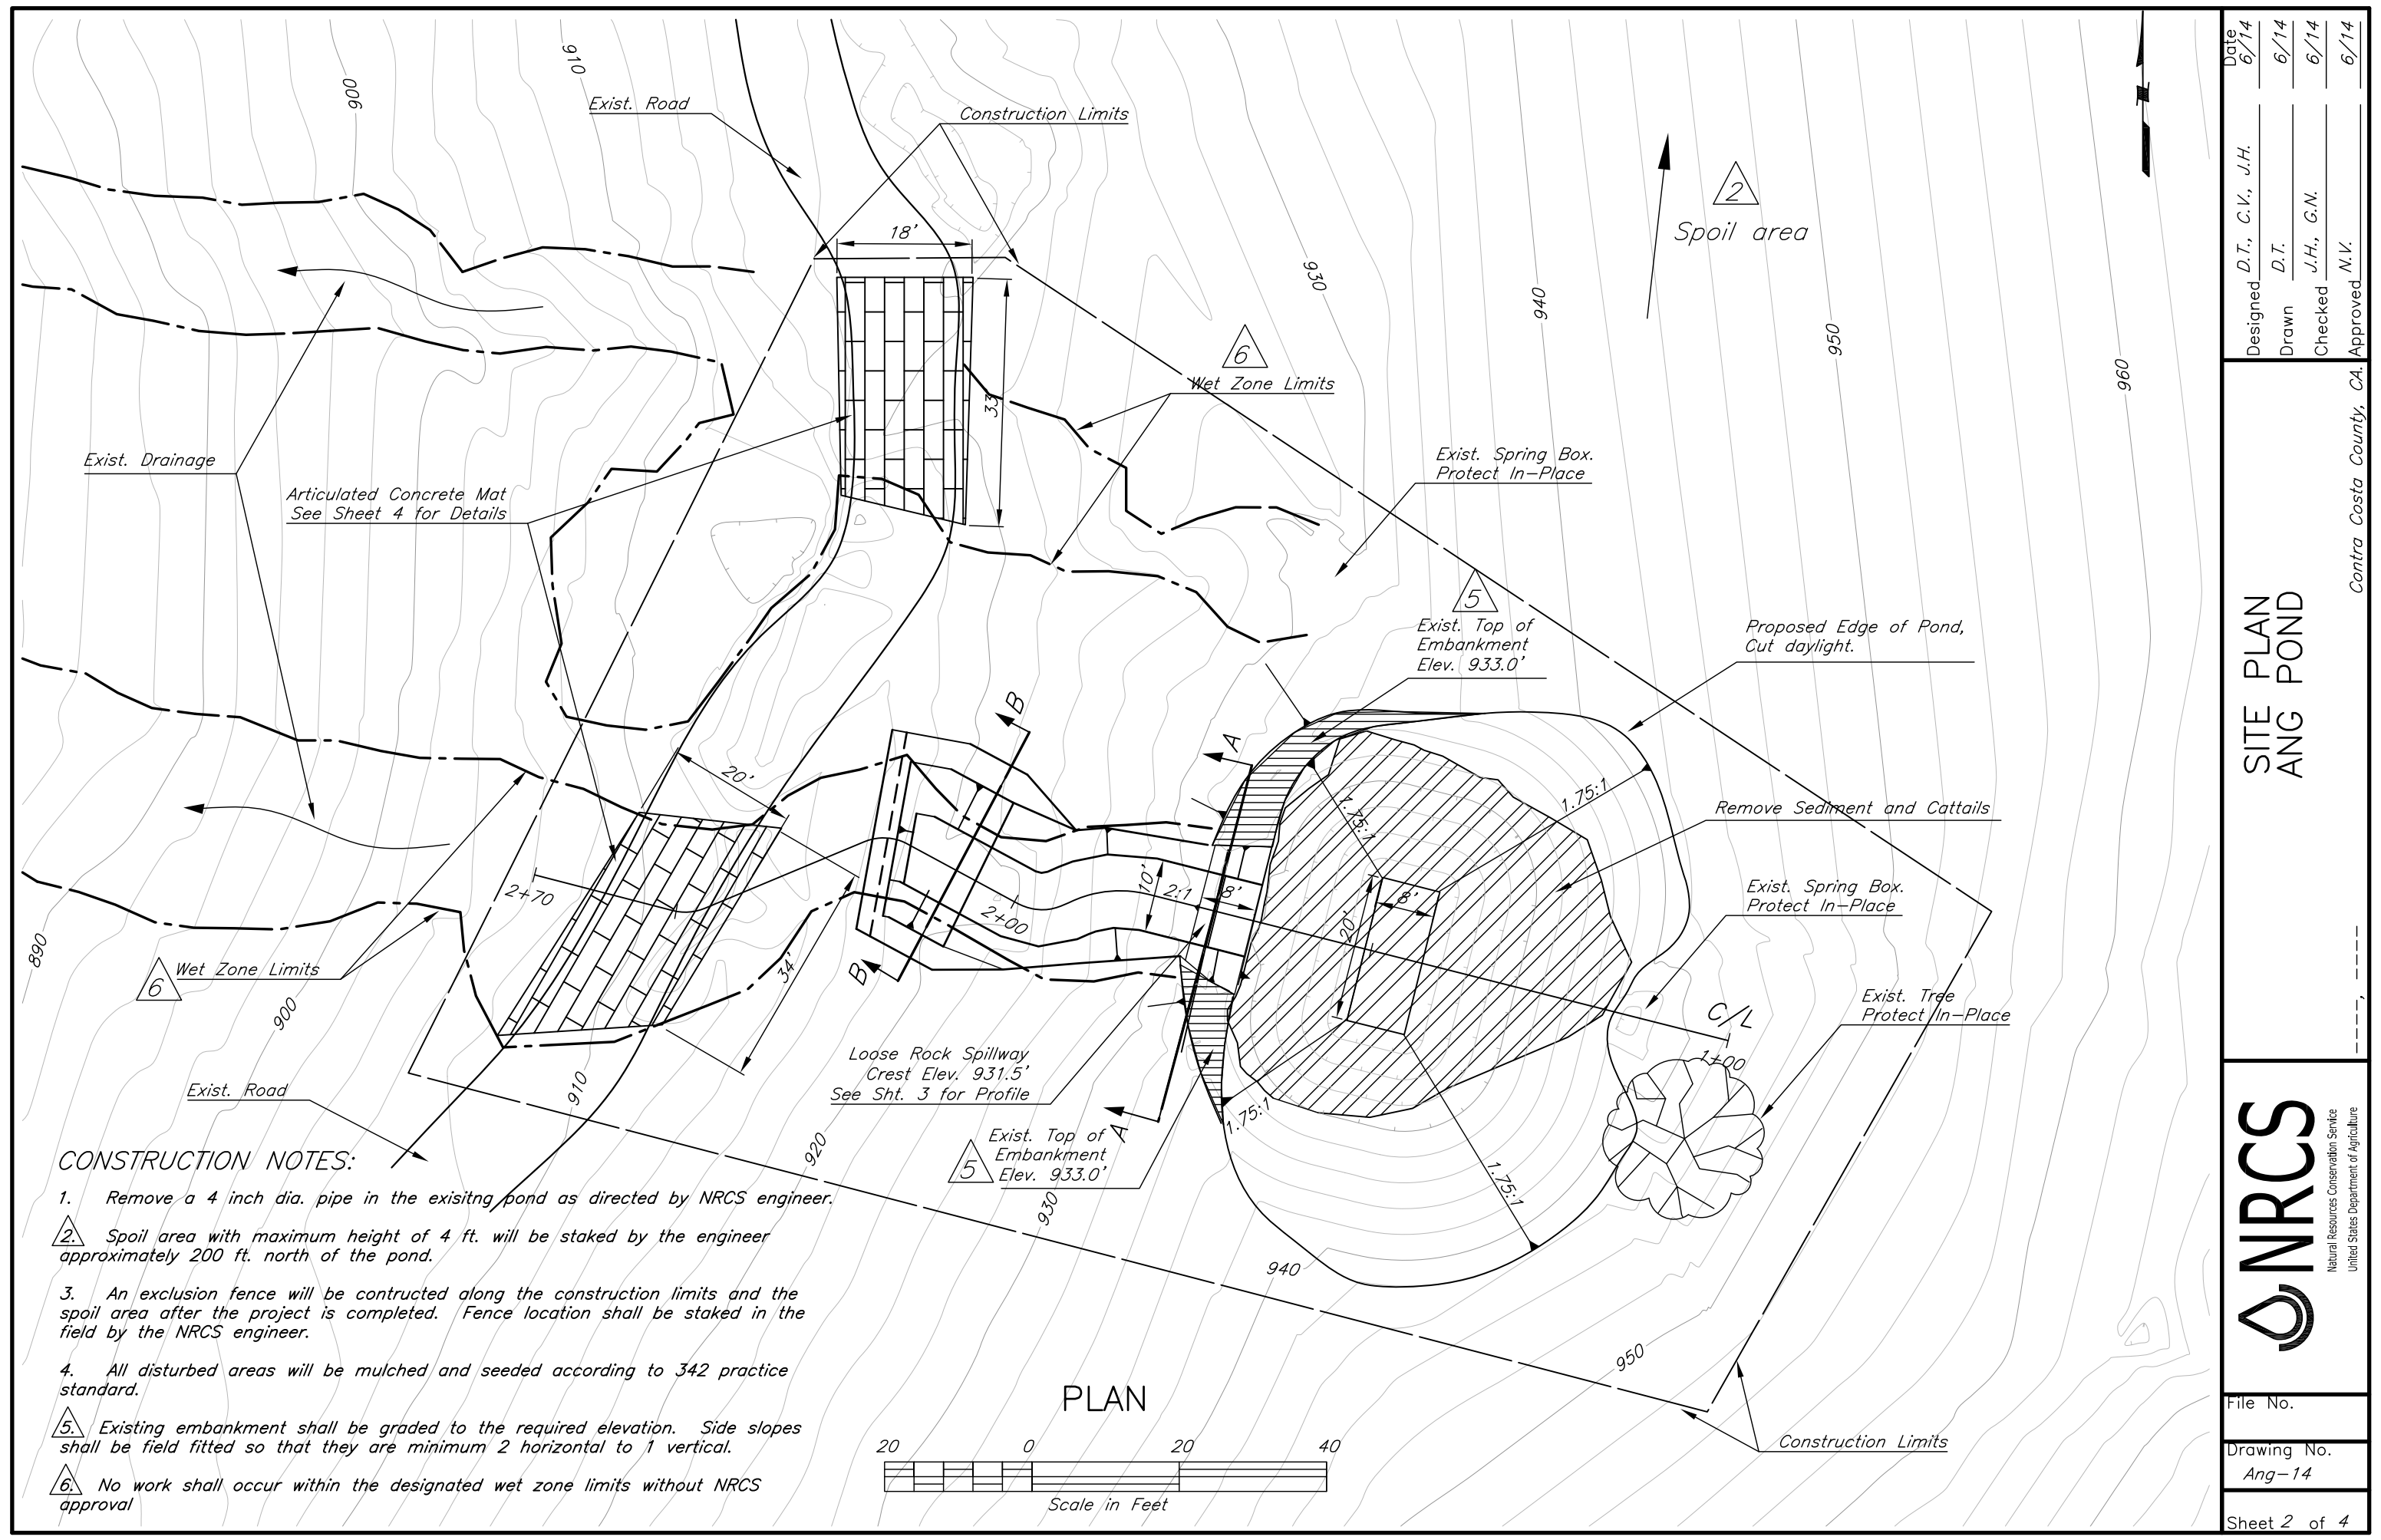 900
910
Exist. Road
Construction Limits
18'
2
Spoil area
930
940
950
960
6
Wet Zone Limits
33'
Exist. Drainage
Articulated Concrete Mat
See Sheet 4 for Details
Exist. Spring Box.
Protect In-Place
5
Exist. Top of
Embankment
Elev. 933.0'
Proposed Edge of Pond,
Cut daylight.
B
A
20'
1.75:1
1.75:1
Remove Sediment and Cattails
2+70
2+00
10'
2:1
8'
20'
8'
Exist. Spring Box.
Protect In-Place
B
34'
890
6
Wet Zone Limits
900
C/L
1+00
Exist. Tree
Protect In-Place
Loose Rock Spillway
Crest Elev. 931.5'
See Sht. 3 for Profile
Exist. Road
910
1.75:1
A
5
Exist. Top of
Embankment
Elev. 933.0'
920
930
1.75:1
940
950
Construction Limits
CONSTRUCTION NOTES:
1. Remove a 4 inch dia. pipe in the exisitng pond as directed by NRCS engineer.
2. Spoil area with maximum height of 4 ft. will be staked by the engineer
approximately 200 ft. north of the pond.
3. An exclusion fence will be contructed along the construction limits and the
spoil area after the project is completed. Fence location shall be staked in the
field by the NRCS engineer.
4. All disturbed areas will be mulched and seeded according to 342 practice
standard.
5. Existing embankment shall be graded to the required elevation. Side slopes
shall be field fitted so that they are minimum 2 horizontal to 1 vertical.
6. No work shall occur within the designated wet zone limits without NRCS
approval
PLAN
20 0 20 40
Scale in Feet
N
Date
Designed D.T., C.V., J.H. 6/14
Drawn D.T. 6/14
Checked J.H., G.N. 6/14
Approved N.V. 6/14
SITE PLAN
ANG POND
Contra Costa County, CA.
NRCS
Natural Resources Conservation Service
United States Department of Agriculture
File No.
Drawing No.
Ang-14
Sheet 2 of 4